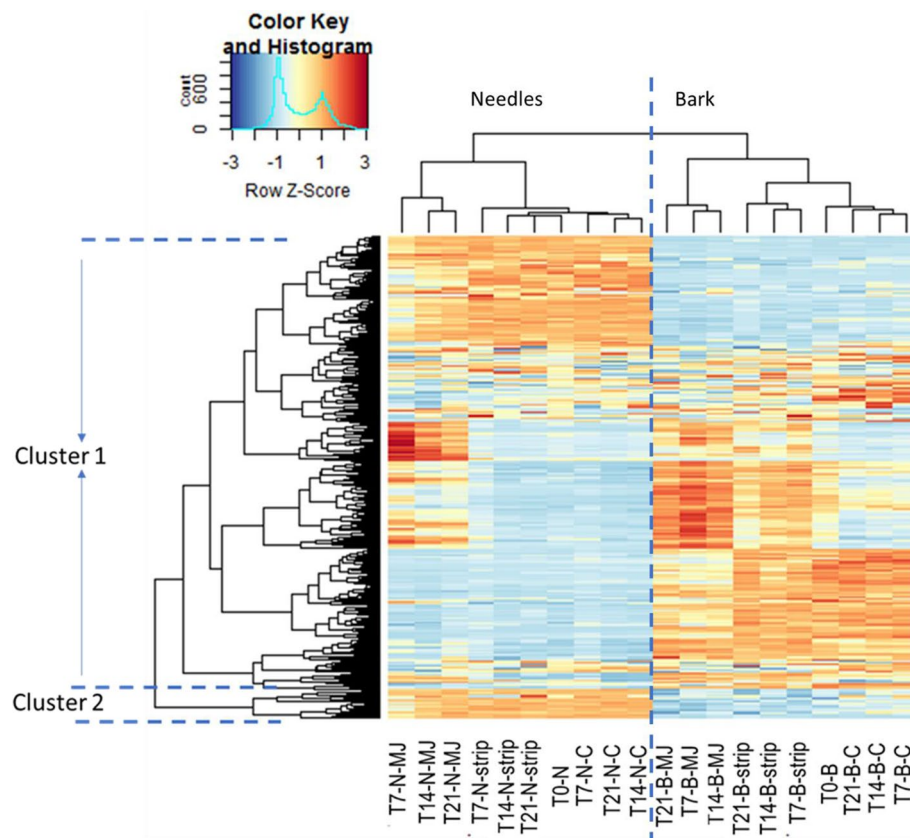 Color Key
and Histogram
Count
0 600
-3 -1 1 3
Row Z-Score
Needles Bark
Cluster 1
Cluster 2
T7-N-MJ
T14-N-MJ
T21-N-MJ
T7-N-strip
T14-N-strip
T21-N-strip
T0-N
T7-N-C
T21-N-C
T14-N-C
T21-B-MJ
T7-B-MJ
T14-B-MJ
T21-B-strip
T14-B-strip
T7-B-strip
T0-B
T21-B-C
T14-B-C
T7-B-C